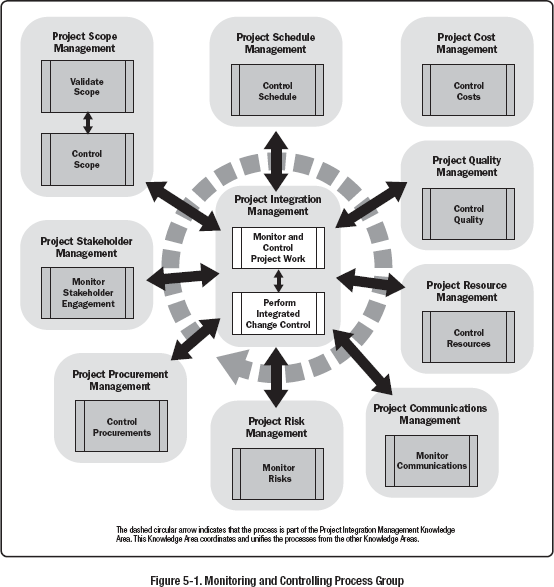 Project Scope
Management
Validate
Scope
Control
Scope
Project Schedule
Management
Control
Schedule
Project Cost
Management
Control
Costs
Project Quality
Management
Control
Quality
Project Integration
Management
Monitor and
Control
Project Work
Perform
Integrated
Change Control
Project Stakeholder
Management
Monitor
Stakeholder
Engagement
Project Resource
Management
Control
Resources
Project Procurement
Management
Control
Procurements
Project Risk
Management
Monitor
Risks
Project Communications
Management
Monitor
Communications
The dashed circular arrow indicates that the process is part of the Project Integration Management Knowledge
Area. This Knowledge Area coordinates and unifies the processes from the other Knowledge Areas.
Figure 5-1. Monitoring and Controlling Process Group